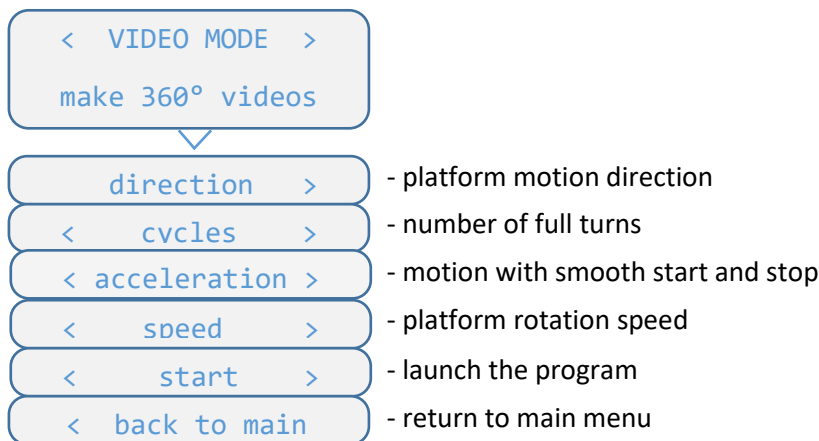 < VIDEO MODE >
make 360° videos
direction > - platform motion direction
< cycles > - number of full turns
< acceleration > - motion with smooth start and stop
< speed > - platform rotation speed
< start > - launch the program
< back to main - return to main menu